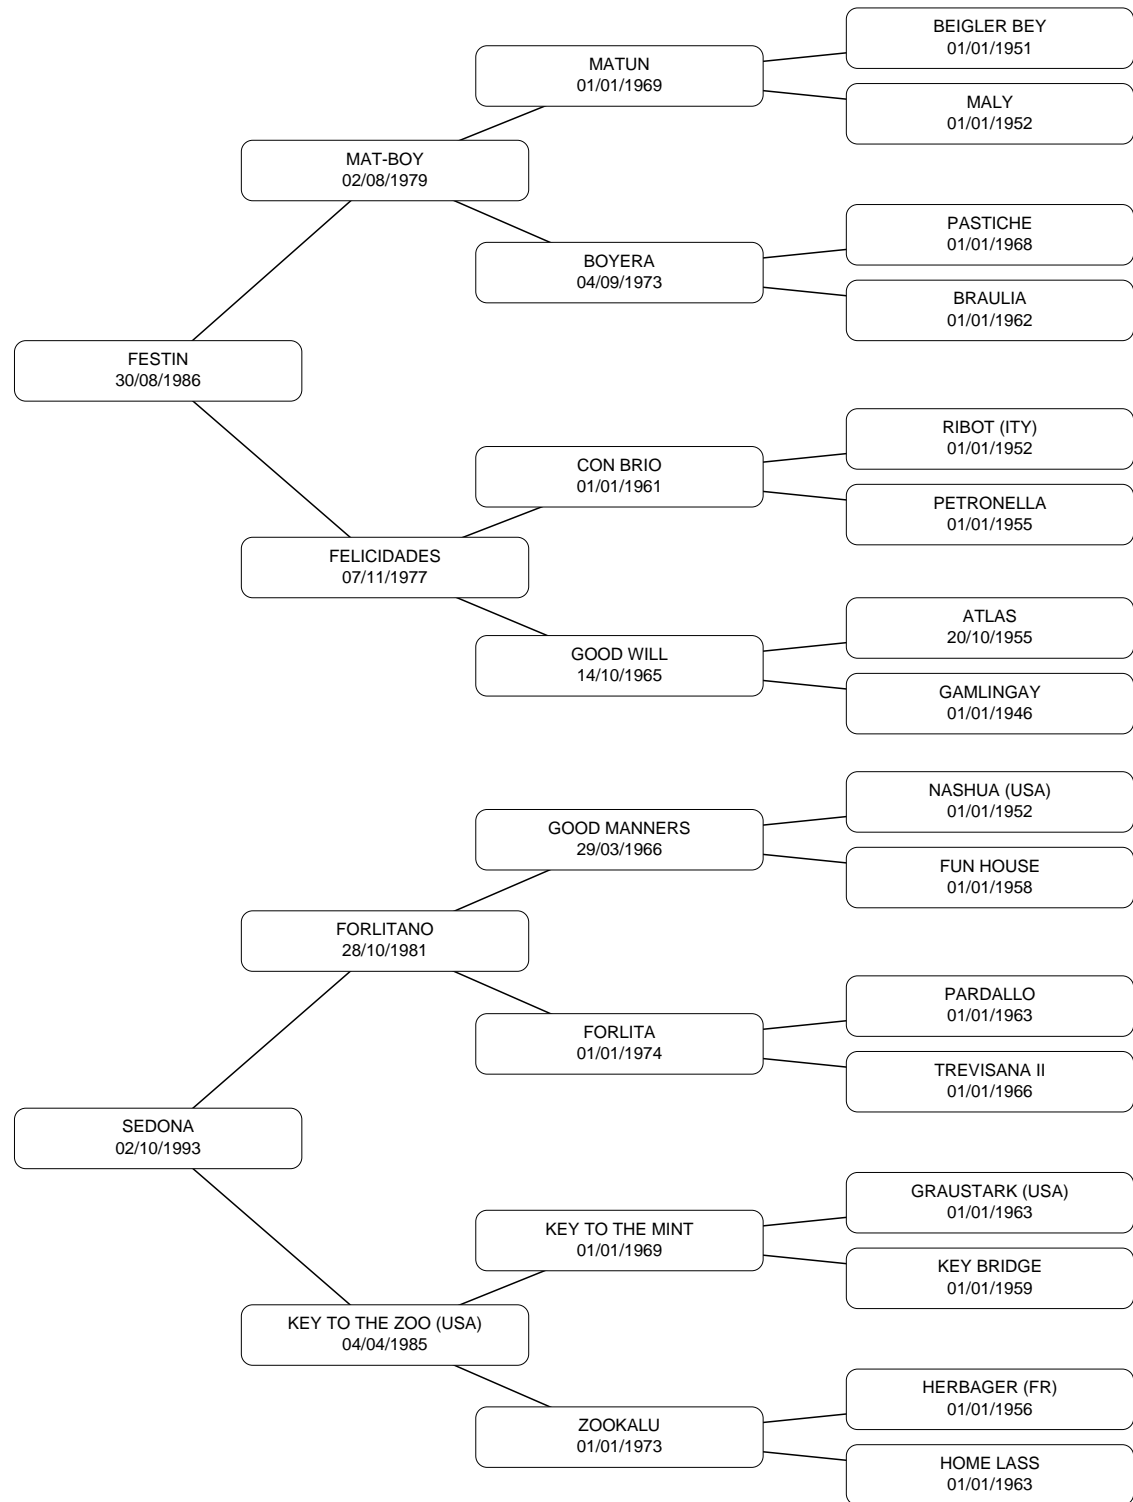 BEIGLER BEY
01/01/1951
MATUN
01/01/1969
MALY
01/01/1952
MAT-BOY
02/08/1979
PASTICHE
01/01/1968
BOYERA
04/09/1973
BRAULIA
01/01/1962
FESTIN
30/08/1986
RIBOT (ITY)
01/01/1952
CON BRIO
01/01/1961
PETRONELLA
01/01/1955
FELICIDADES
07/11/1977
ATLAS
20/10/1955
GOOD WILL
14/10/1965
GAMLINGAY
01/01/1946
NASHUA (USA)
01/01/1952
GOOD MANNERS
29/03/1966
FUN HOUSE
01/01/1958
FORLITANO
28/10/1981
PARDALLO
01/01/1963
FORLITA
01/01/1974
TREVISANA II
01/01/1966
SEDONA
02/10/1993
GRAUSTARK (USA)
01/01/1963
KEY TO THE MINT
01/01/1969
KEY BRIDGE
01/01/1959
KEY TO THE ZOO (USA)
04/04/1985
HERBAGER (FR)
01/01/1956
ZOOKALU
01/01/1973
HOME LASS
01/01/1963